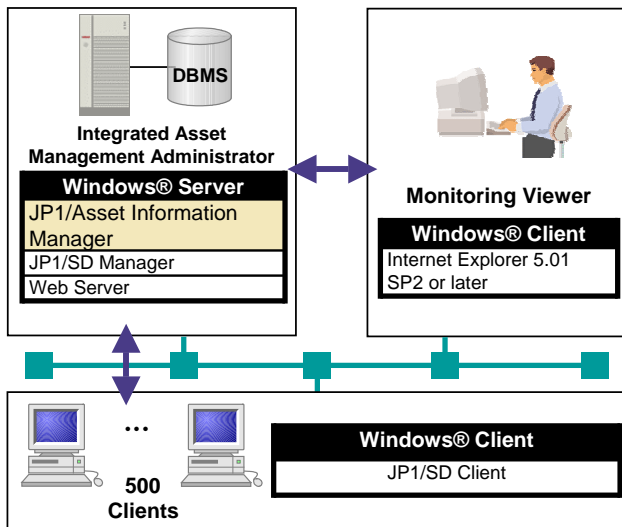 DBMS
Integrated Asset
Management Administrator
Windows® Server
JP1/Asset Information
Manager
JP1/SD Manager
Web Server
Monitoring Viewer
Windows® Client
Internet Explorer 5.01
SP2 or later
...
500
Clients
Windows® Client
JP1/SD Client